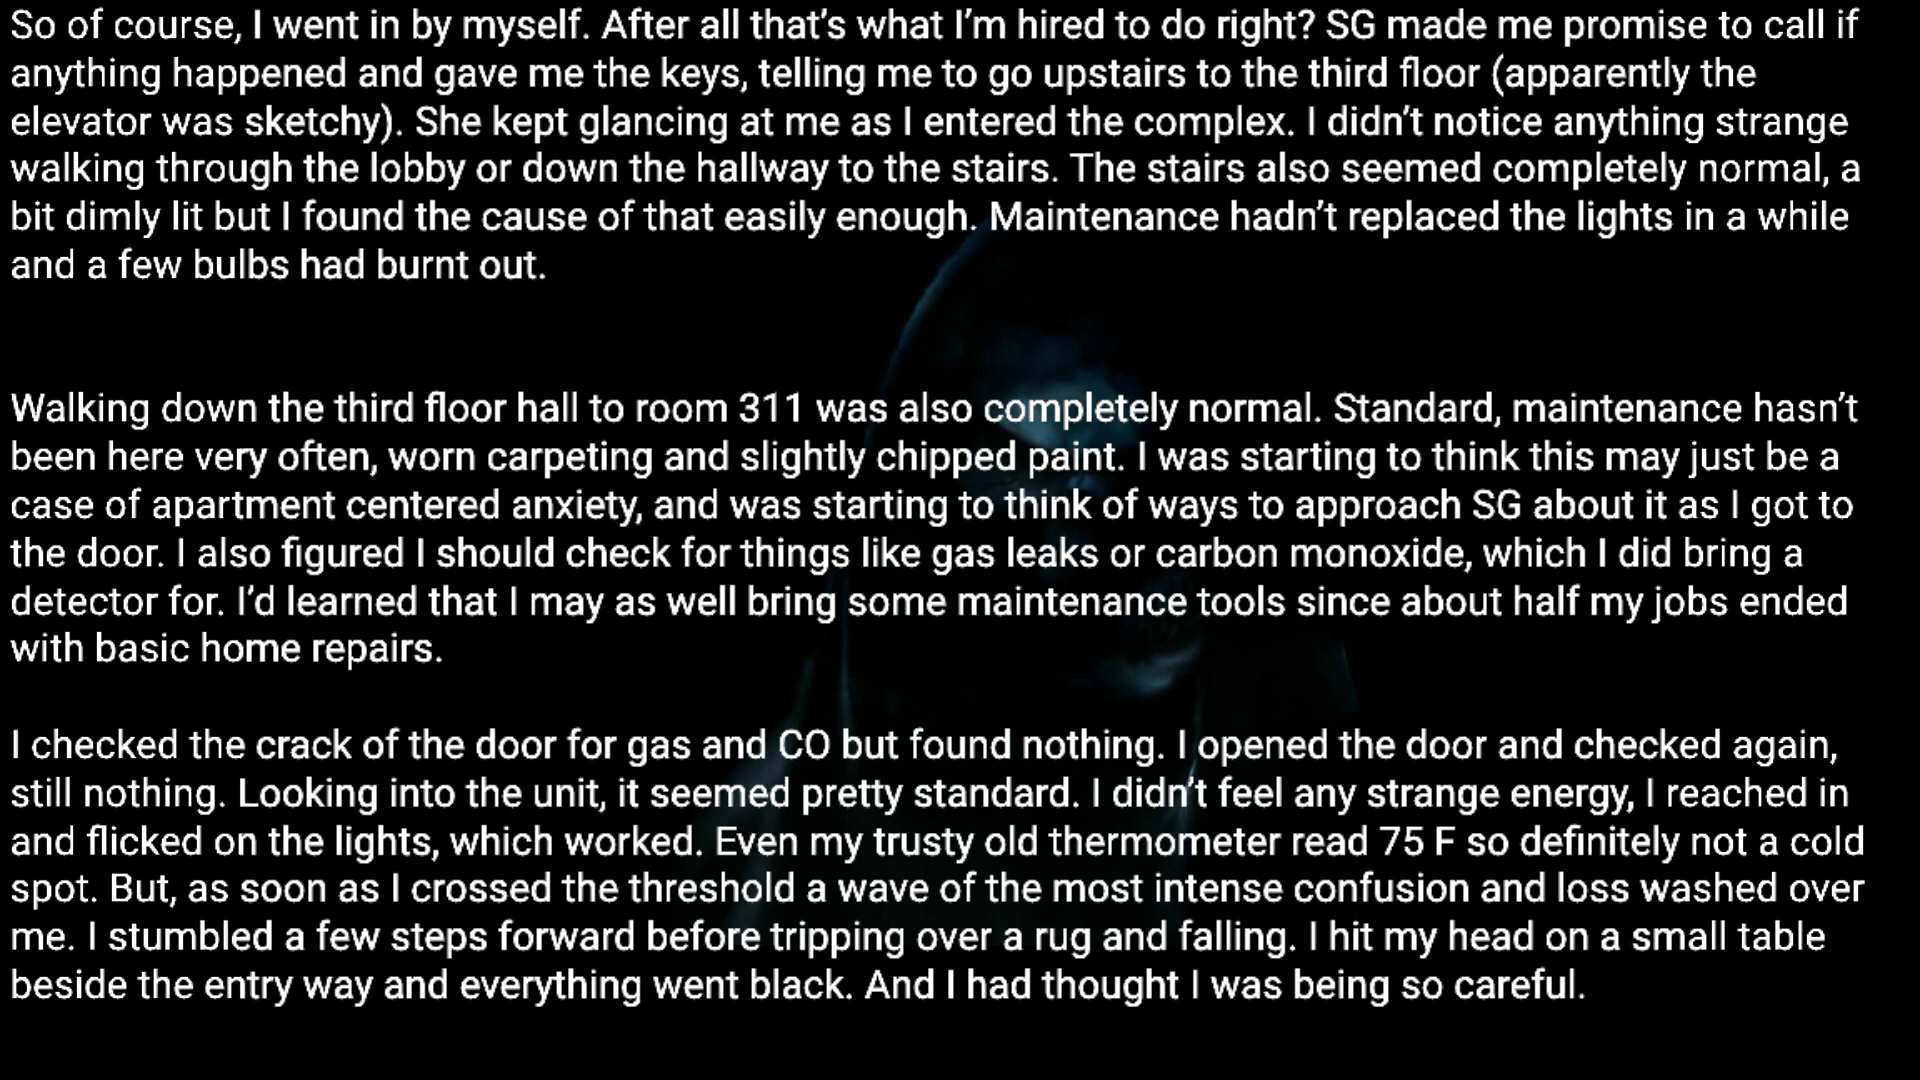 So of course, I went in by myself. After all that’s what I’m hired to do right? SG made me promise to call if
anything happened and gave me the keys, telling me to go upstairs to the third floor (apparently the
elevator was sketchy). She kept glancing at me as I entered the complex. I didn’t notice anything strange
walking through the lobby or down the hallway to the stairs. The stairs also seemed completely normal, a
bit dimly lit but I found the cause of that easily enough. Maintenance hadn’t replaced the lights in a while
and a few bulbs had burnt out.
Walking down the third floor hall to room 311 was also completely normal. Standard, maintenance hasn’t
been here very often, worn carpeting and slightly chipped paint. I was starting to think this may just be a
case of apartment centered anxiety, and was starting to think of ways to approach SG about it as I got to
the door. I also figured I should check for things like gas leaks or carbon monoxide, which I did bring a
detector for. I’d learned that I may as well bring some maintenance tools since about half my jobs ended
with basic home repairs.
I checked the crack of the door for gas and CO but found nothing. I opened the door and checked again,
still nothing. Looking into the unit, it seemed pretty standard. I didn’t feel any strange energy, I reached in
and flicked on the lights, which worked. Even my trusty old thermometer read 75 F so definitely not a cold
spot. But, as soon as I crossed the threshold a wave of the most intense confusion and loss washed over
me. I stumbled a few steps forward before tripping over a rug and falling. I hit my head on a small table
beside the entry way and everything went black. And I had thought I was being so careful.